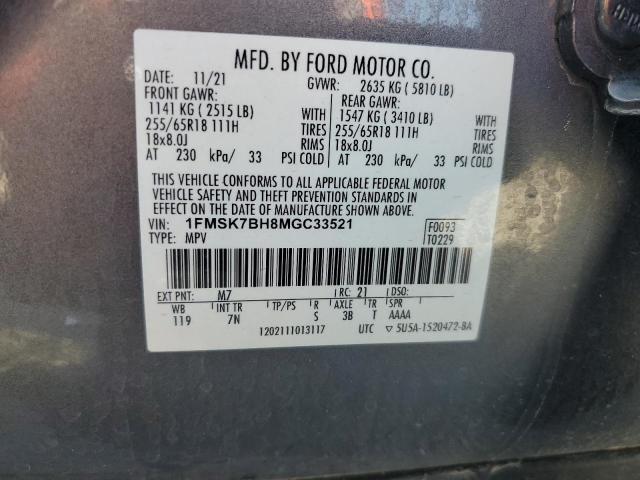 MFD. BY FORD MOTOR CO.
DATE: 11/21 GVWR: 2635 KG ( 5810 LB)
FRONT GAWR: REAR GAWR:
1141 KG ( 2515 LB) WITH 1547 KG ( 3410 LB) WITH
255/65R18 111H TIRES 255/65R18 111H TIRES
18x8.0J RIMS 18x8.0J RIMS
AT 230 kPa/ 33 PSI COLD AT 230 kPa/ 33 PSI COLD
THIS VEHICLE CONFORMS TO ALL APPLICABLE FEDERAL MOTOR
VEHICLE SAFETY AND THEFT PREVENTION STANDARDS IN
EFFECT ON THE DATE OF MANUFACTURE SHOWN ABOVE.
VIN: 1FMSK7BH8MGC33521 F0093
TYPE: MPV T0229
EXT PNT: M7 RC: 21 DSO:
WB INT TR TP/PS R AXLE TR SPR
119 7N S 3B T AAAA
1202111013117 UTC ▽ 5U5A-1520472-BA